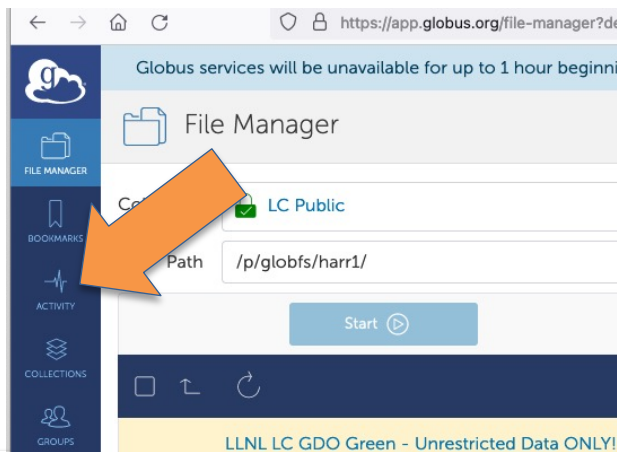 https://app.globus.org/file-manager?de
Globus services will be unavailable for up to 1 hour beginni
g
File Manager
FILE MANAGER
LC Public
BOOKMARKS
Path /p/globfs/harr1/
ACTIVITY
Start
COLLECTIONS
GROUPS
LLNL LC GDO Green - Unrestricted Data ONLY!